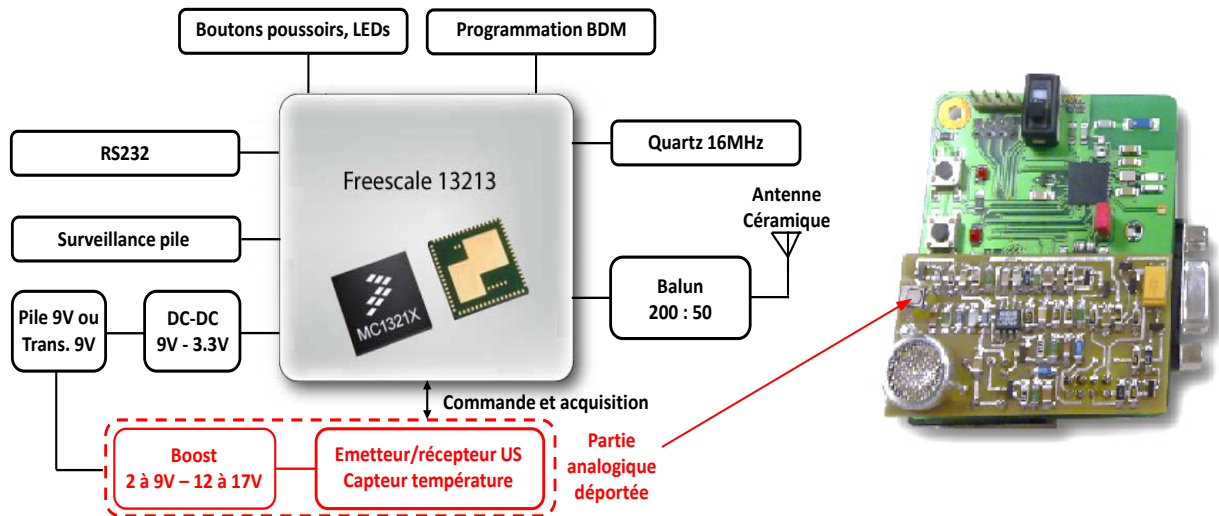 Boutons poussoirs, LEDs
Programmation BDM
RS232
Quartz 16MHz
Freescale 13213
Antenne
Céramique
Surveillance pile
MC1321X
Balun
200 : 50
Pile 9V ou
Trans. 9V
DC-DC
9V - 3.3V
Commande et acquisition
Boost
2 à 9V – 12 à 17V
Emetteur/récepteur US
Capteur température
Partie
analogique
déportée